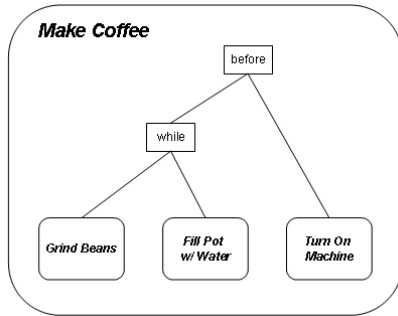 Make Coffee
before
while
Grind Beans
Fill Pot
w/ Water
Turn On
Machine